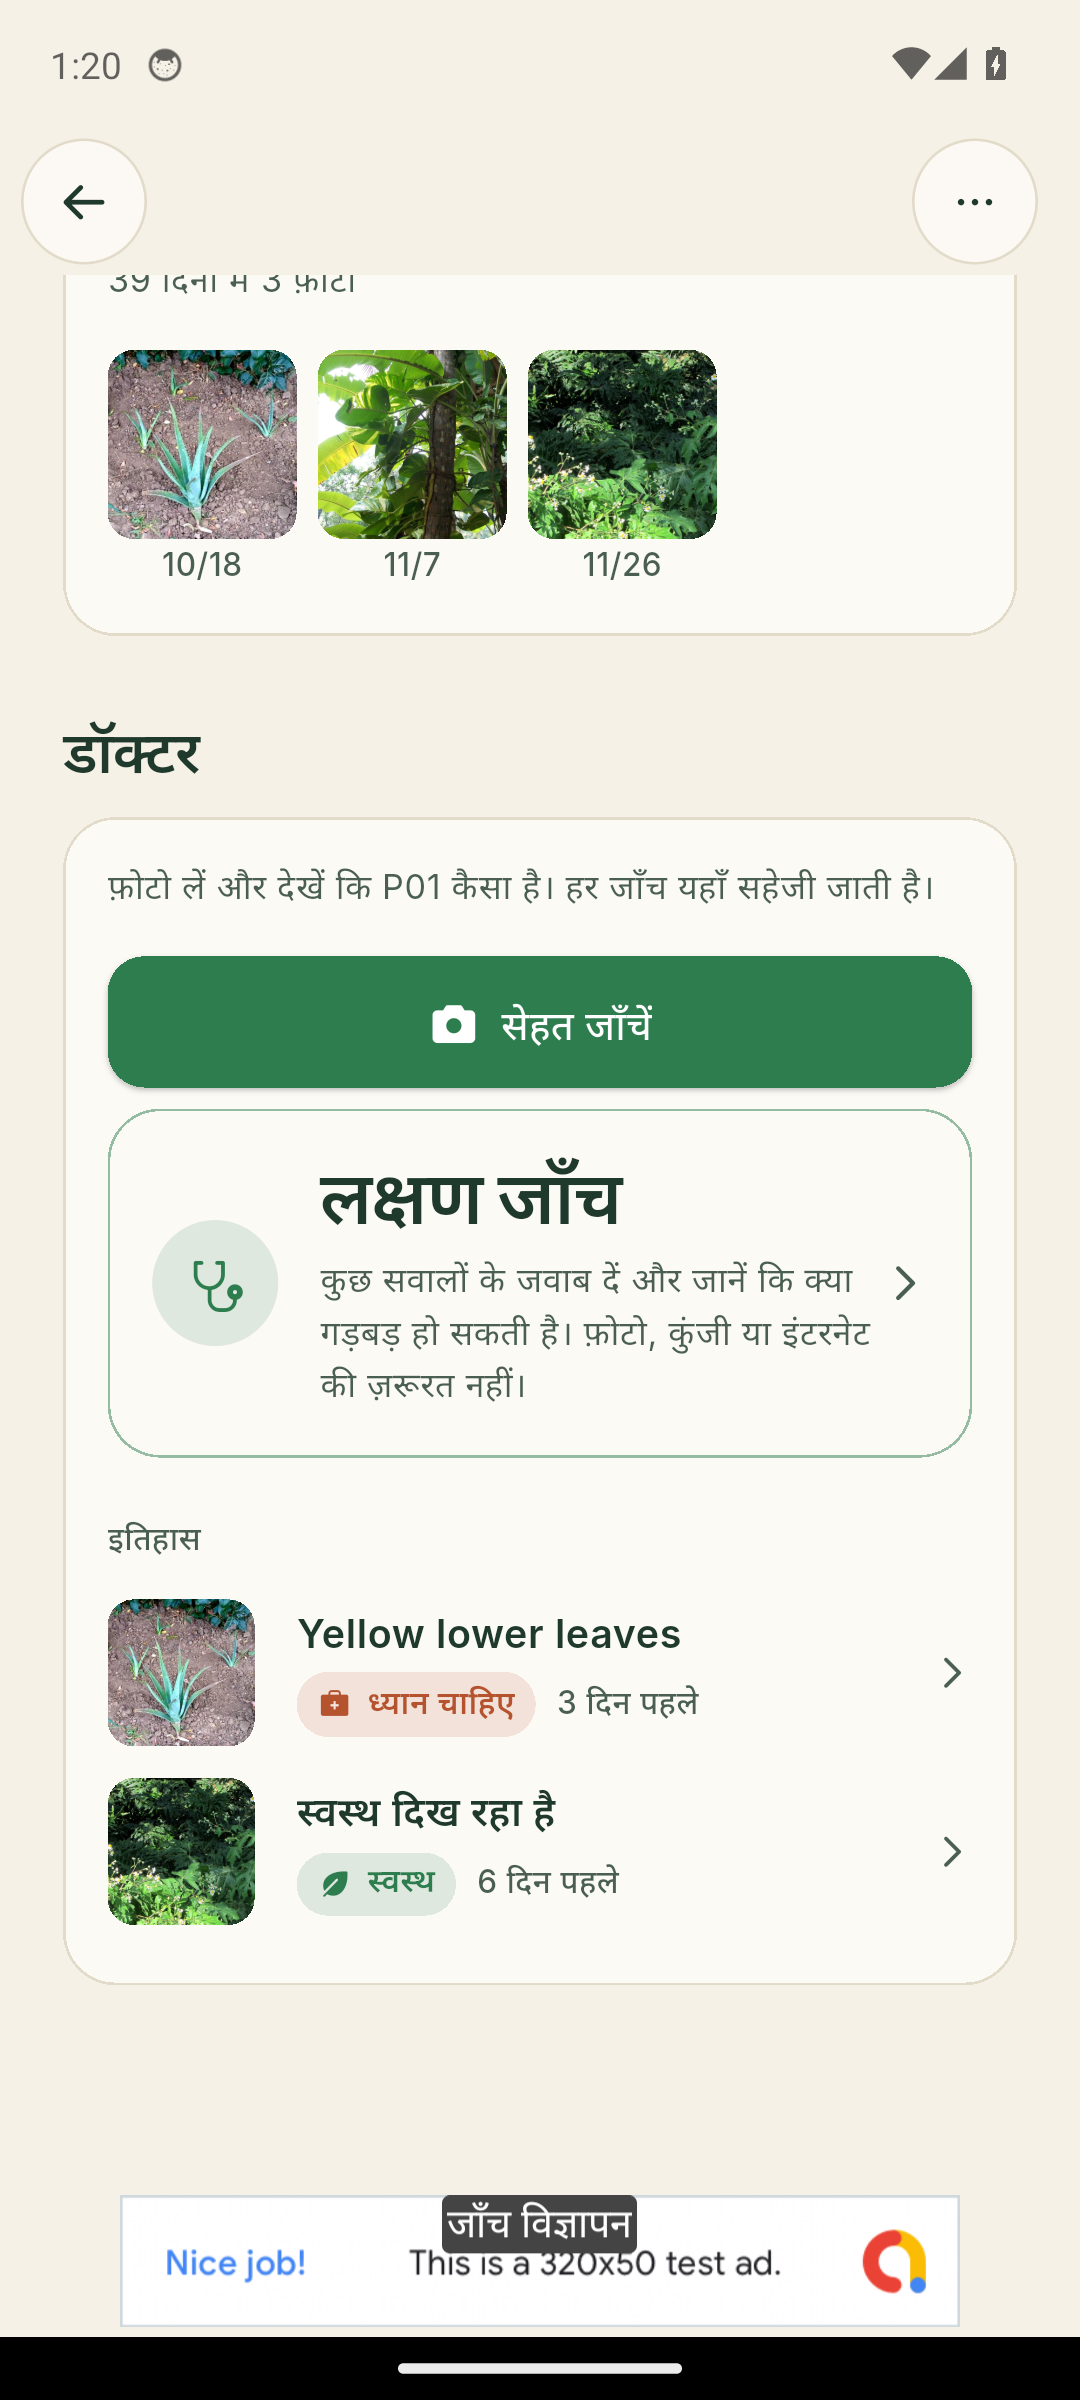 1:20
39 दिनों में 3 फ़ोटो
10/18
11/7
11/26
डॉक्टर
फ़ोटो लें और देखें कि P01 कैसा है। हर जाँच यहाँ सहेजी जाती है।
सेहत जाँचें
लक्षण जाँच
कुछ सवालों के जवाब दें और जानें कि क्या
गड़बड़ हो सकती है। फ़ोटो, कुंजी या इंटरनेट
की ज़रूरत नहीं।
इतिहास
Yellow lower leaves
ध्यान चाहिए 3 दिन पहले
स्वस्थ दिख रहा है
स्वस्थ 6 दिन पहले
जाँच विज्ञापन
Nice job! This is a 320x50 test ad.